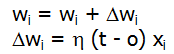 wᵢ = wᵢ + Δwᵢ
Δwᵢ = η (t - o) xᵢ